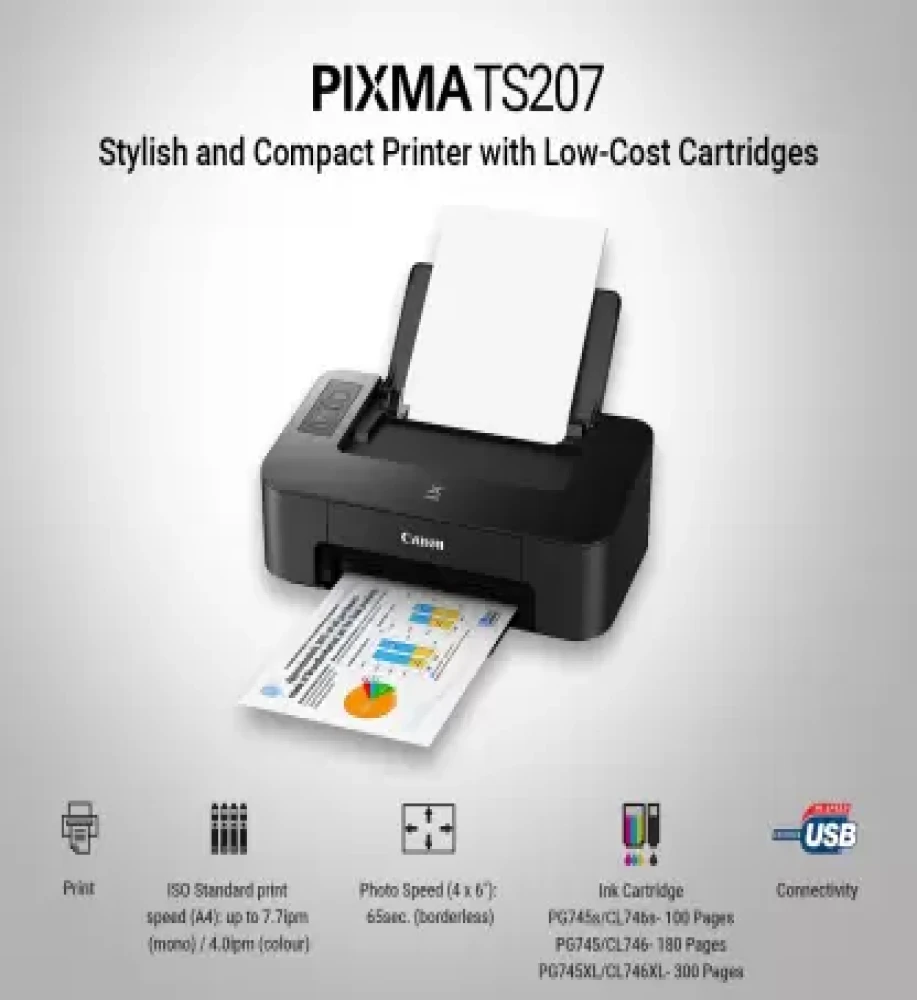 PIXMA TS207
Stylish and Compact Printer with Low-Cost Cartridges
Canon
USB
Print
ISO Standard print
speed (A4): up to 7.7ipm
(mono) / 4.0ipm (colour)
Photo Speed (4 x 6"):
65sec. (borderless)
Ink Cartridge
PG745s/CL746s- 100 Pages
PG745/CL746- 180 Pages
PG745XL/CL746XL- 300 Pages
Connectivity